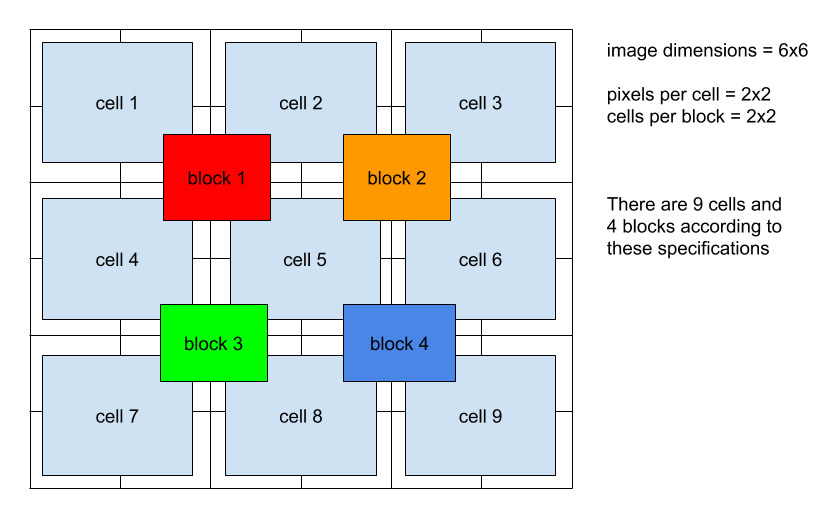 cell 1
cell 2
cell 3
block 1
block 2
cell 4
cell 5
cell 6
block 3
block 4
cell 7
cell 8
cell 9
image dimensions = 6x6
pixels per cell = 2x2
cells per block = 2x2
There are 9 cells and
4 blocks according to
these specifications